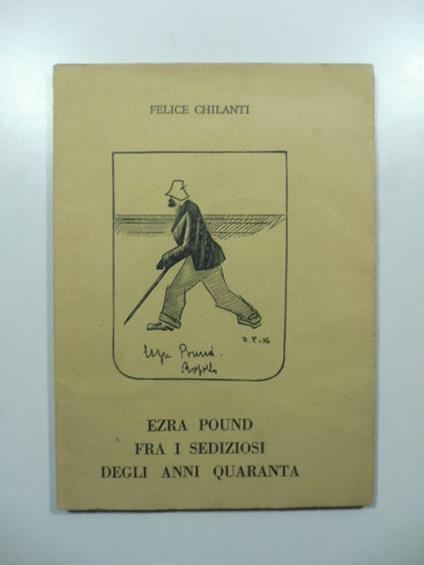 FELICE CHILANTI
Ezra Pound.
Rapallo
EZRA POUND
FRA I SEDIZIOSI
DEGLI ANNI QUARANTA